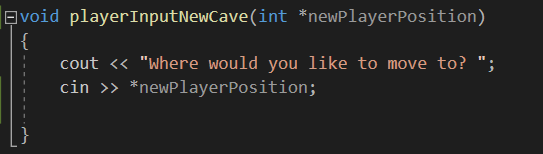 void playerInputNewCave(int *newPlayerPosition)
{
cout << "Where would you like to move to? ";
cin >> *newPlayerPosition;
}